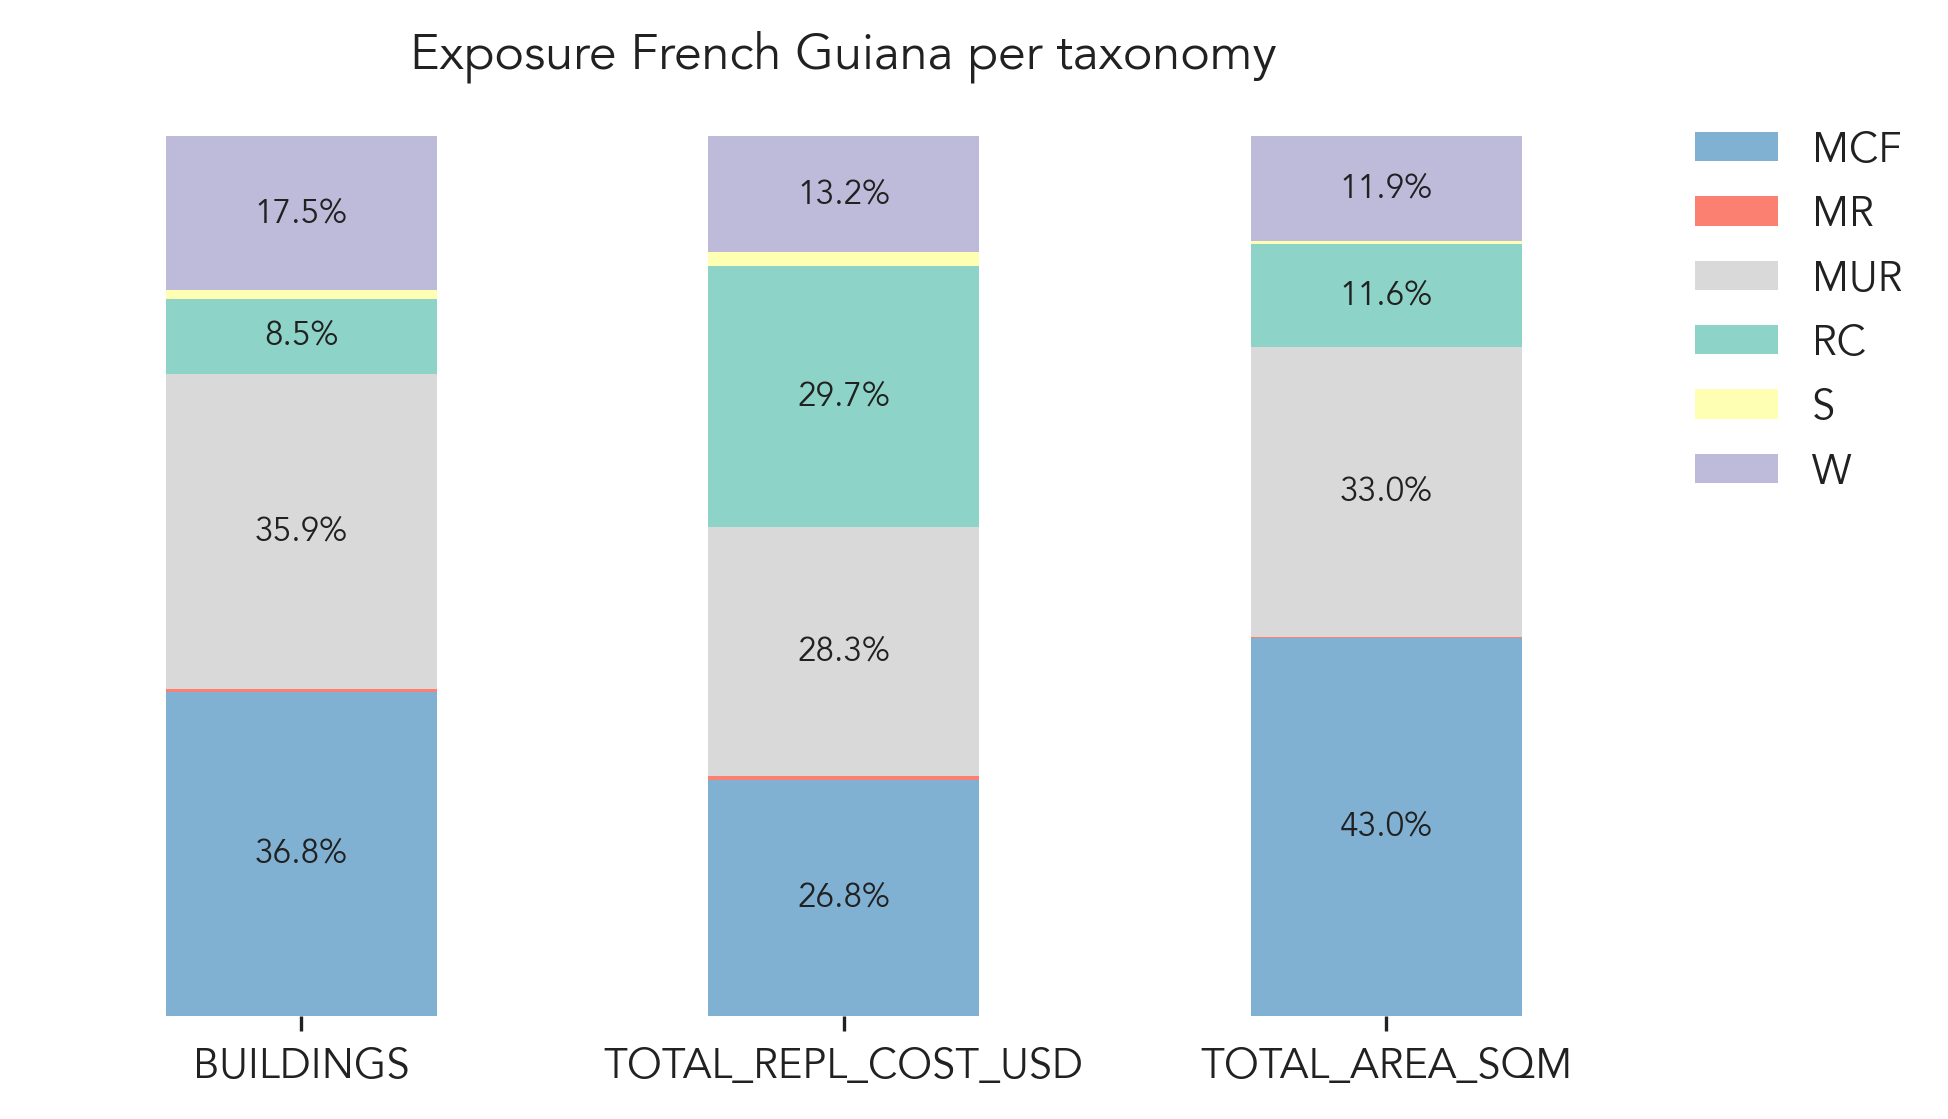 Exposure French Guiana per taxonomy
17.5%
8.5%
35.9%
36.8%
BUILDINGS
13.2%
29.7%
28.3%
26.8%
TOTAL_REPL_COST_USD
11.9%
11.6%
33.0%
43.0%
TOTAL_AREA_SQM
MCF
MR
MUR
RC
S
W